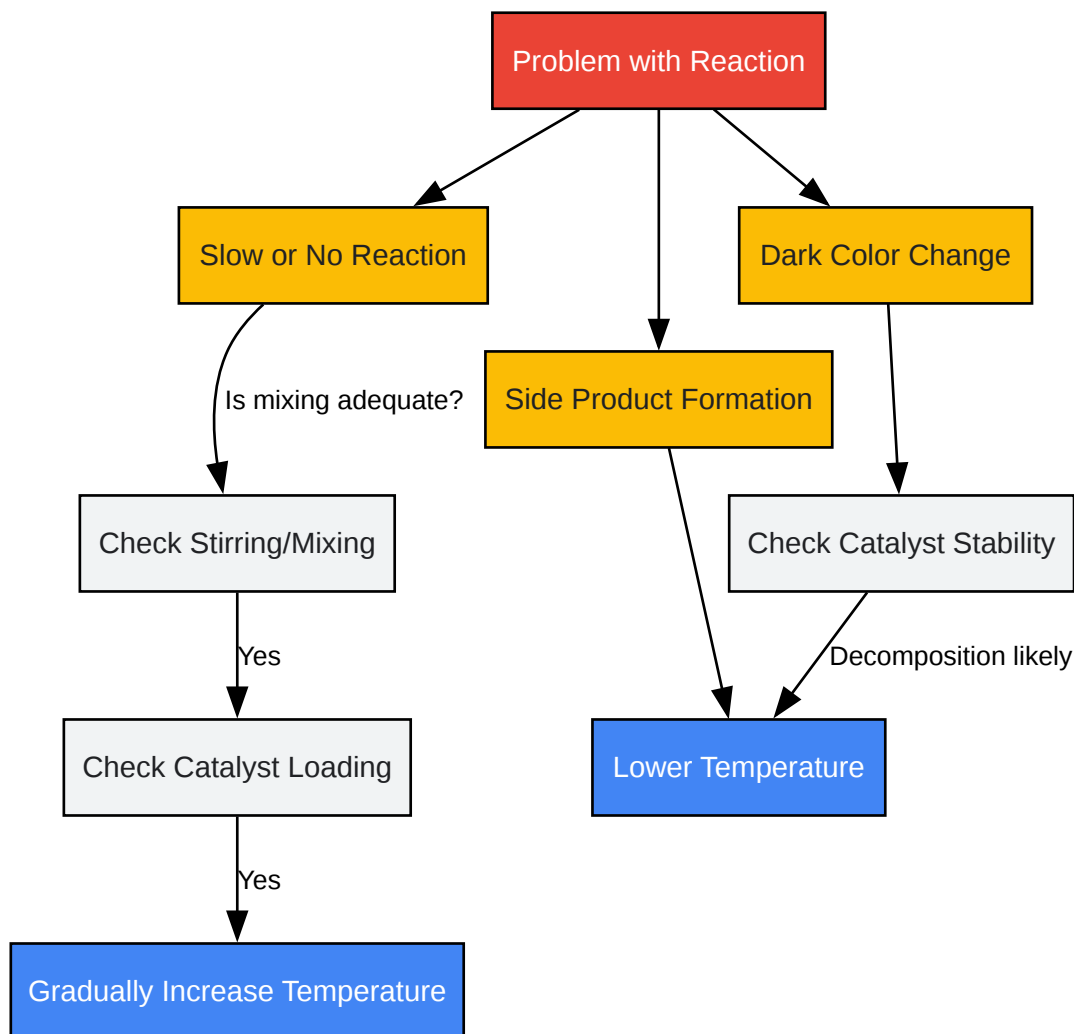 Problem with Reaction
Slow or No Reaction
Dark Color Change
Is mixing adequate?
Side Product Formation
Check Stirring/Mixing
Check Catalyst Stability
Yes
Decomposition likely
Check Catalyst Loading
Lower Temperature
Yes
Gradually Increase Temperature